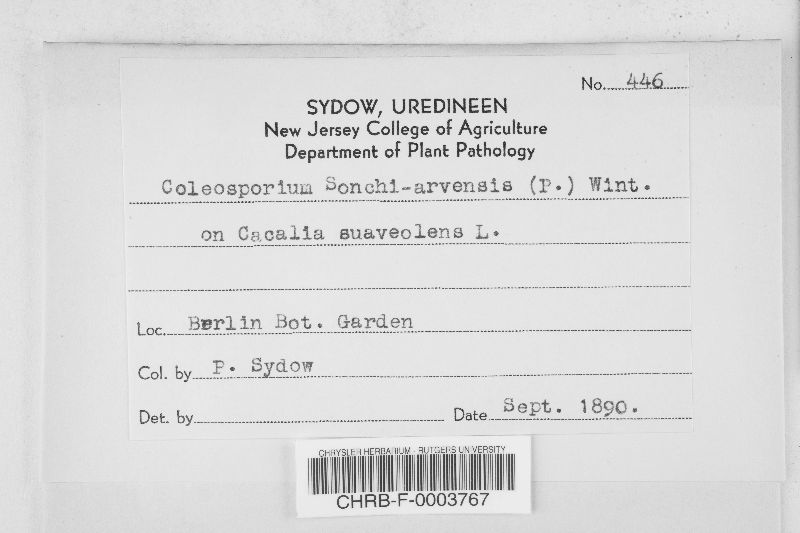 No. 446
SYDOW, UREDINEEN
New Jersey College of Agriculture
Department of Plant Pathology
Coleosporium Sonchi-arvensis (P.) Wint.
on Cacalia suaveolens L.
Loc. Berlin Bot. Garden
Col. by P. Sydow
Det. by
Date Sept. 1890.
CHRYSLER HERBARIUM - RUTGERS UNIVERSITY
CHRB-F-0003767